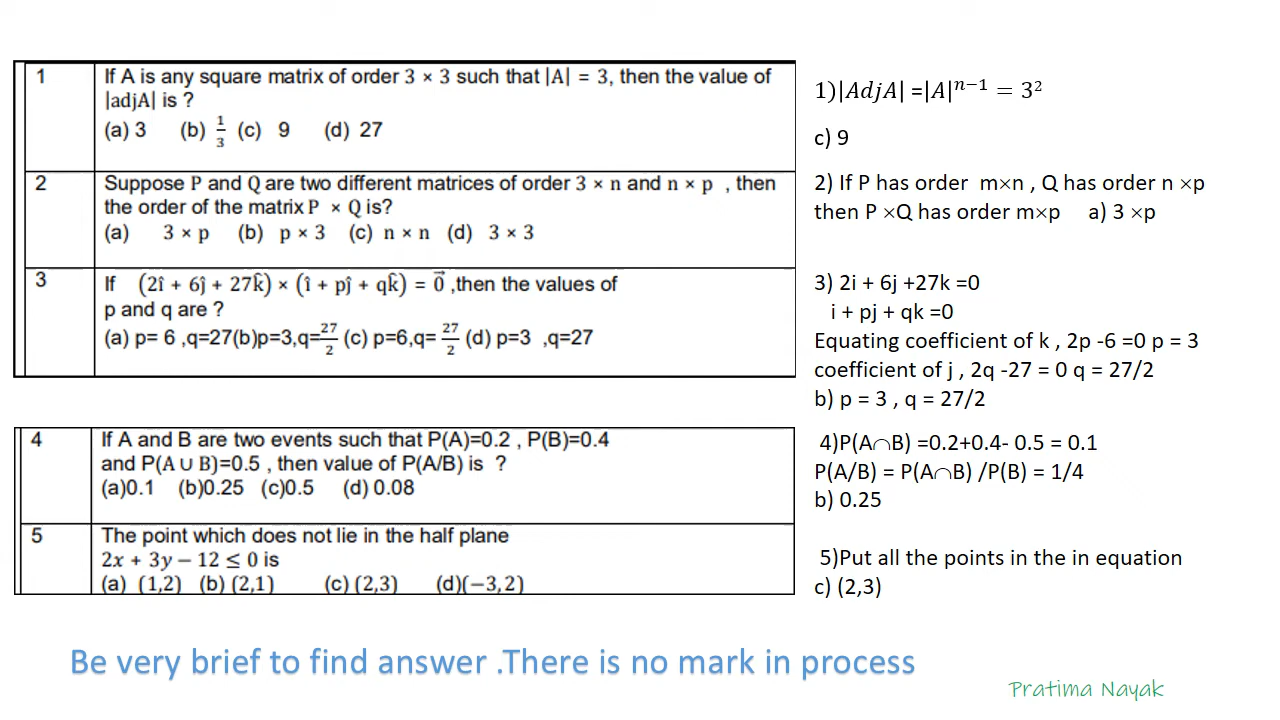 1
If A is any square matrix of order 3 × 3 such that |A| = 3, then the value of
|adjA| is ?
(a) 3 (b) 1/3 (c) 9 (d) 27
2
Suppose P and Q are two different matrices of order 3 × n and n × p , then
the order of the matrix P × Q is?
(a) 3 × p (b) p × 3 (c) n × n (d) 3 × 3
3
If (2î + 6ĵ + 27k̂) × (î + pĵ + qk̂) = 0⃗ ,then the values of
p and q are ?
(a) p= 6 ,q=27(b)p=3,q=27/2 (c) p=6,q= 27/2 (d) p=3 ,q=27
4
If A and B are two events such that P(A)=0.2 , P(B)=0.4
and P(A ∪ B)=0.5 , then value of P(A/B) is ?
(a)0.1 (b)0.25 (c)0.5 (d) 0.08
5
The point which does not lie in the half plane
2x + 3y − 12 ≤ 0 is
(a) (1,2) (b) (2,1) (c) (2,3) (d)(−3,2)
1)|AdjA| =|A|ⁿ⁻¹ = 3²
c) 9
2) If P has order m×n , Q has order n ×p
then P ×Q has order m×p a) 3 ×p
3) 2i + 6j +27k =0
i + pj + qk =0
Equating coefficient of k , 2p -6 =0 p = 3
coefficient of j , 2q -27 = 0 q = 27/2
b) p = 3 , q = 27/2
4)P(A∩B) =0.2+0.4- 0.5 = 0.1
P(A/B) = P(A∩B) /P(B) = 1/4
b) 0.25
5)Put all the points in the in equation
c) (2,3)
Be very brief to find answer .There is no mark in process
Pratima Nayak